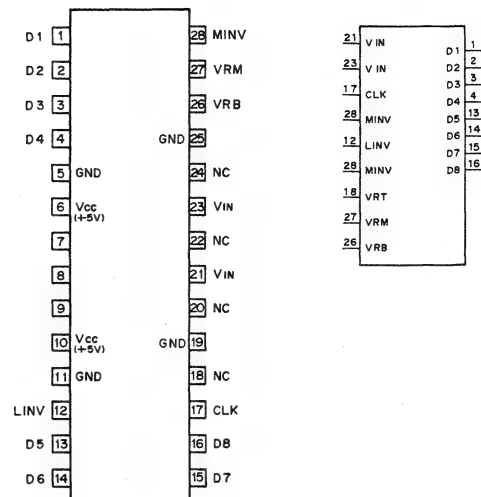 D1 1
D2 2
D3 3
D4 4
5 GND
6 Vcc (+5V)
7
8
9
10 Vcc (+5V)
11 GND
LINV 12
D5 13
D6 14
28 MINV
27 VRM
26 VRB
GND 25
24 NC
23 VIN
22 NC
21 VIN
20 NC
GND 19
18 NC
17 CLK
16 D8
15 D7
21 V IN
23 V IN
17 CLK
28 MINV
12 LINV
28 MINV
18 VRT
27 VRM
26 VRB
D1 1
D2 2
D3 3
D4 4
D5 13
D6 14
D7 15
D8 16